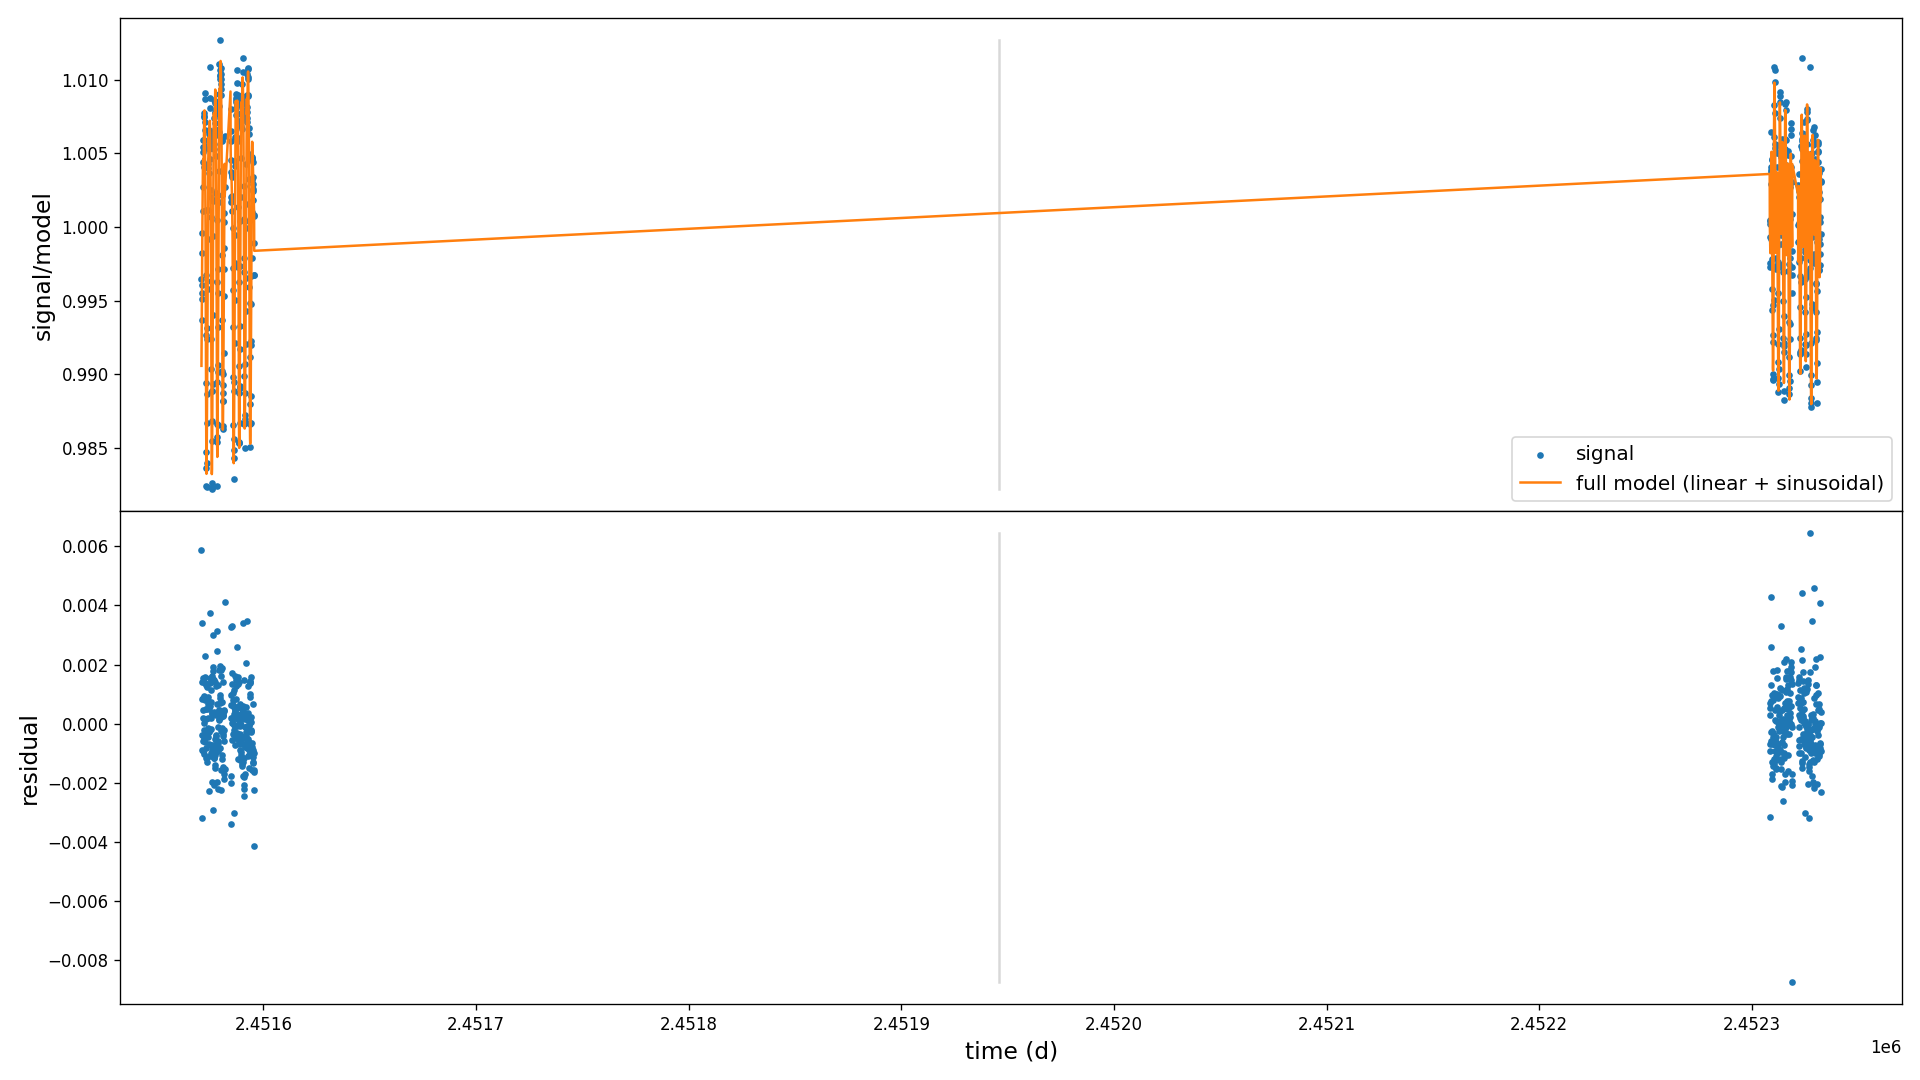 signal/model
1.010
1.005
1.000
0.995
0.990
0.985
signal
full model (linear + sinusoidal)
residual
0.006
0.004
0.002
0.000
−0.002
−0.004
−0.006
−0.008
2.4516 2.4517 2.4518 2.4519 2.4520 2.4521 2.4522 2.4523
1e6
time (d)